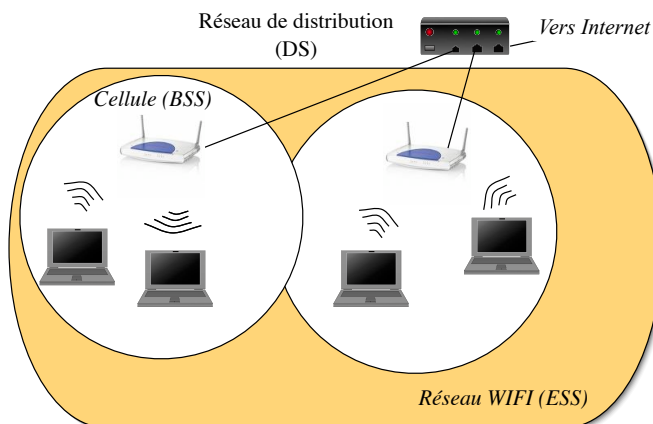 Réseau de distribution
(DS)
Vers Internet
Cellule (BSS)
Réseau WIFI (ESS)